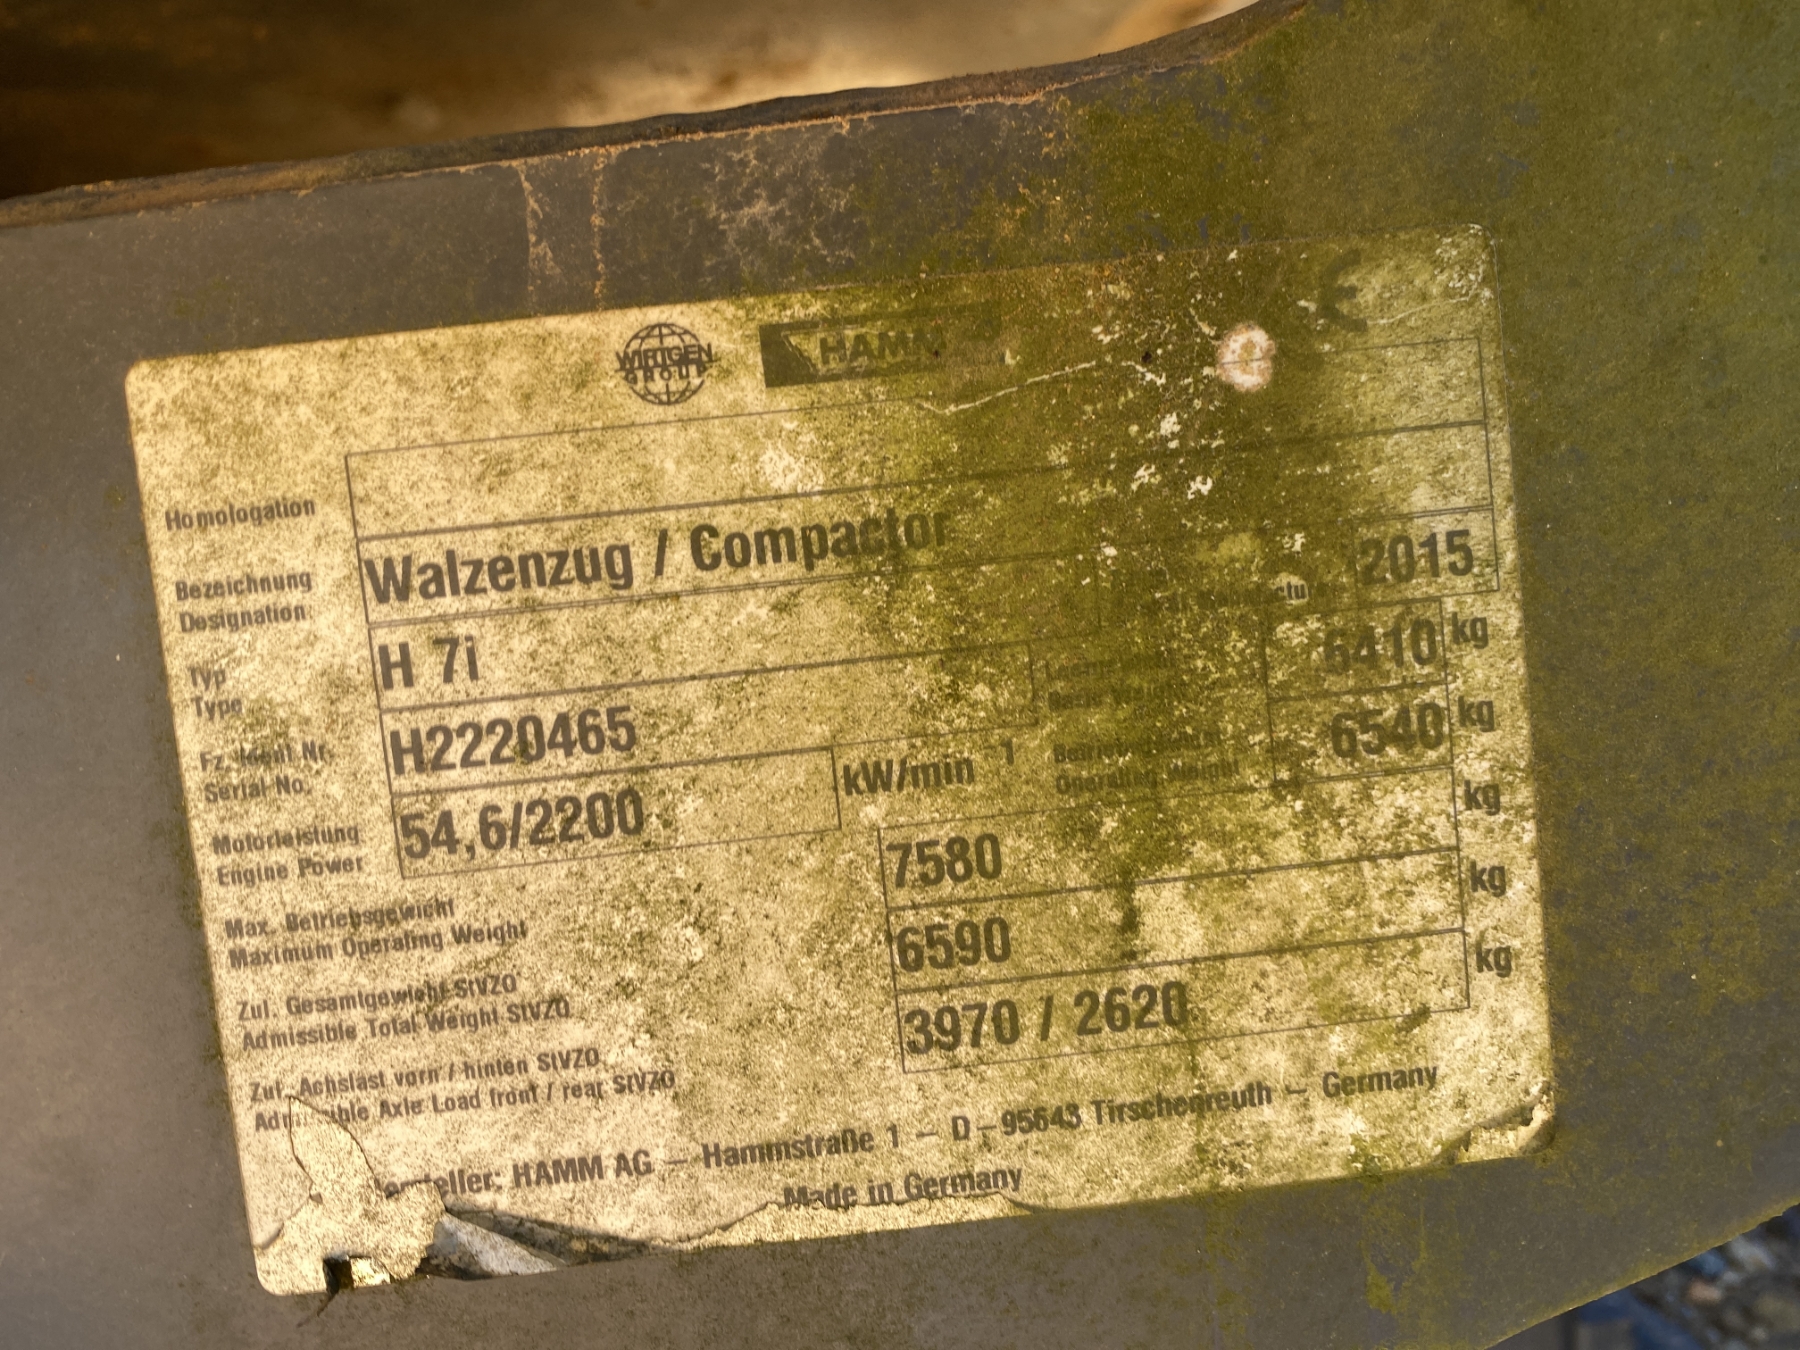 WIRTGEN GROUP HAMM
Homologation
Bezeichnung
Designation
Walzenzug / Compactor
Typ
Type
H 7i
2015
Fz. Ident Nr.
Serial No.
H2220465
6410 kg
Motorleistung
Engine Power
54,6/2200 kW/min⁻¹
Operating Weight
6540 kg
Max. Betriebsgewicht
Maximum Operating Weight
7580 kg
Zul. Gesamtgewicht StVZO
Admissible Total Weight StVZO
6590 kg
Zul. Achslast vorn / hinten StVZO
Axle Load front / rear StVZO
3970 / 2620 kg
HAMM AG – Hammstraße 1 – D–95643 Tirschenreuth – Germany
Made in Germany